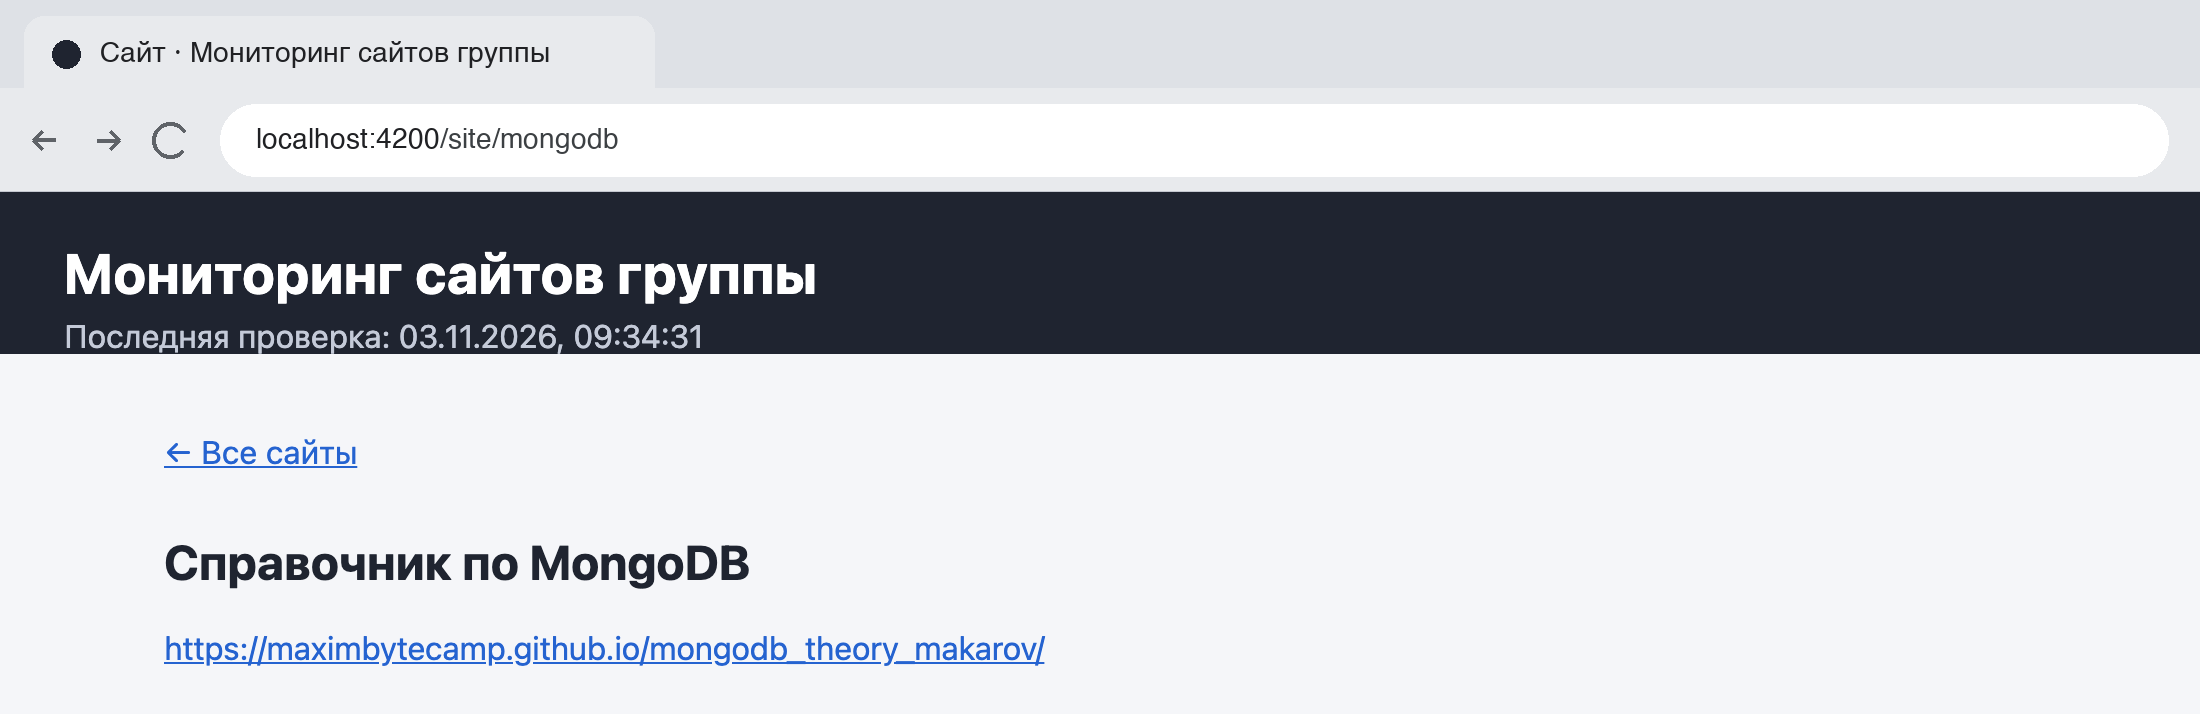 Сайт · Мониторинг сайтов группы
localhost:4200/site/mongodb
Мониторинг сайтов группы
Последняя проверка: 03.11.2026, 09:34:31
← Все сайты
Справочник по MongoDB
https://maximbytecamp.github.io/mongodb_theory_makarov/